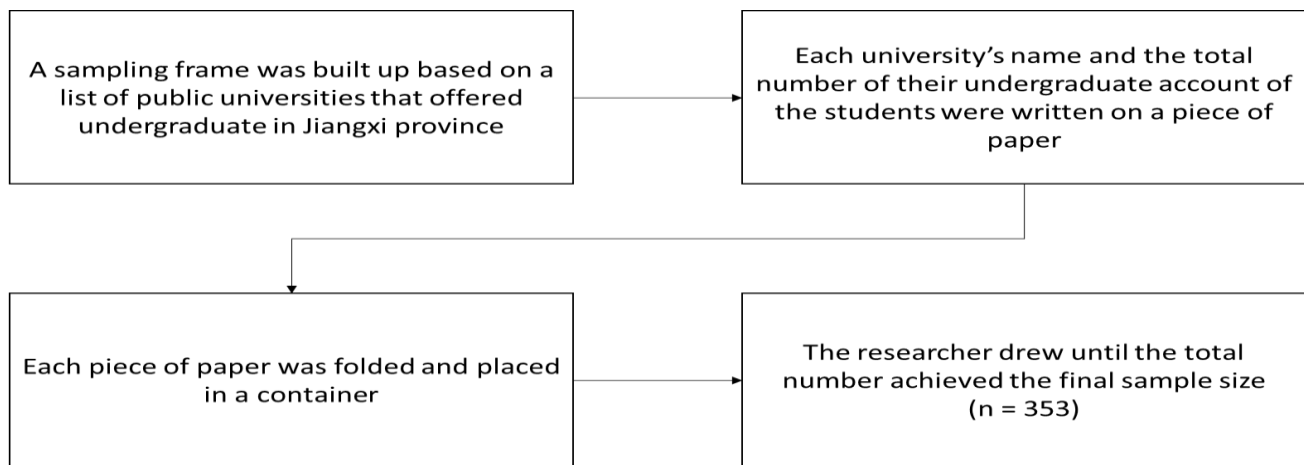 A sampling frame was built up based on a
list of public universities that offered
undergraduate in Jiangxi province
Each university’s name and the total
number of their undergraduate account of
the students were written on a piece of
paper
Each piece of paper was folded and placed
in a container
The researcher drew until the total
number achieved the final sample size
(n = 353)